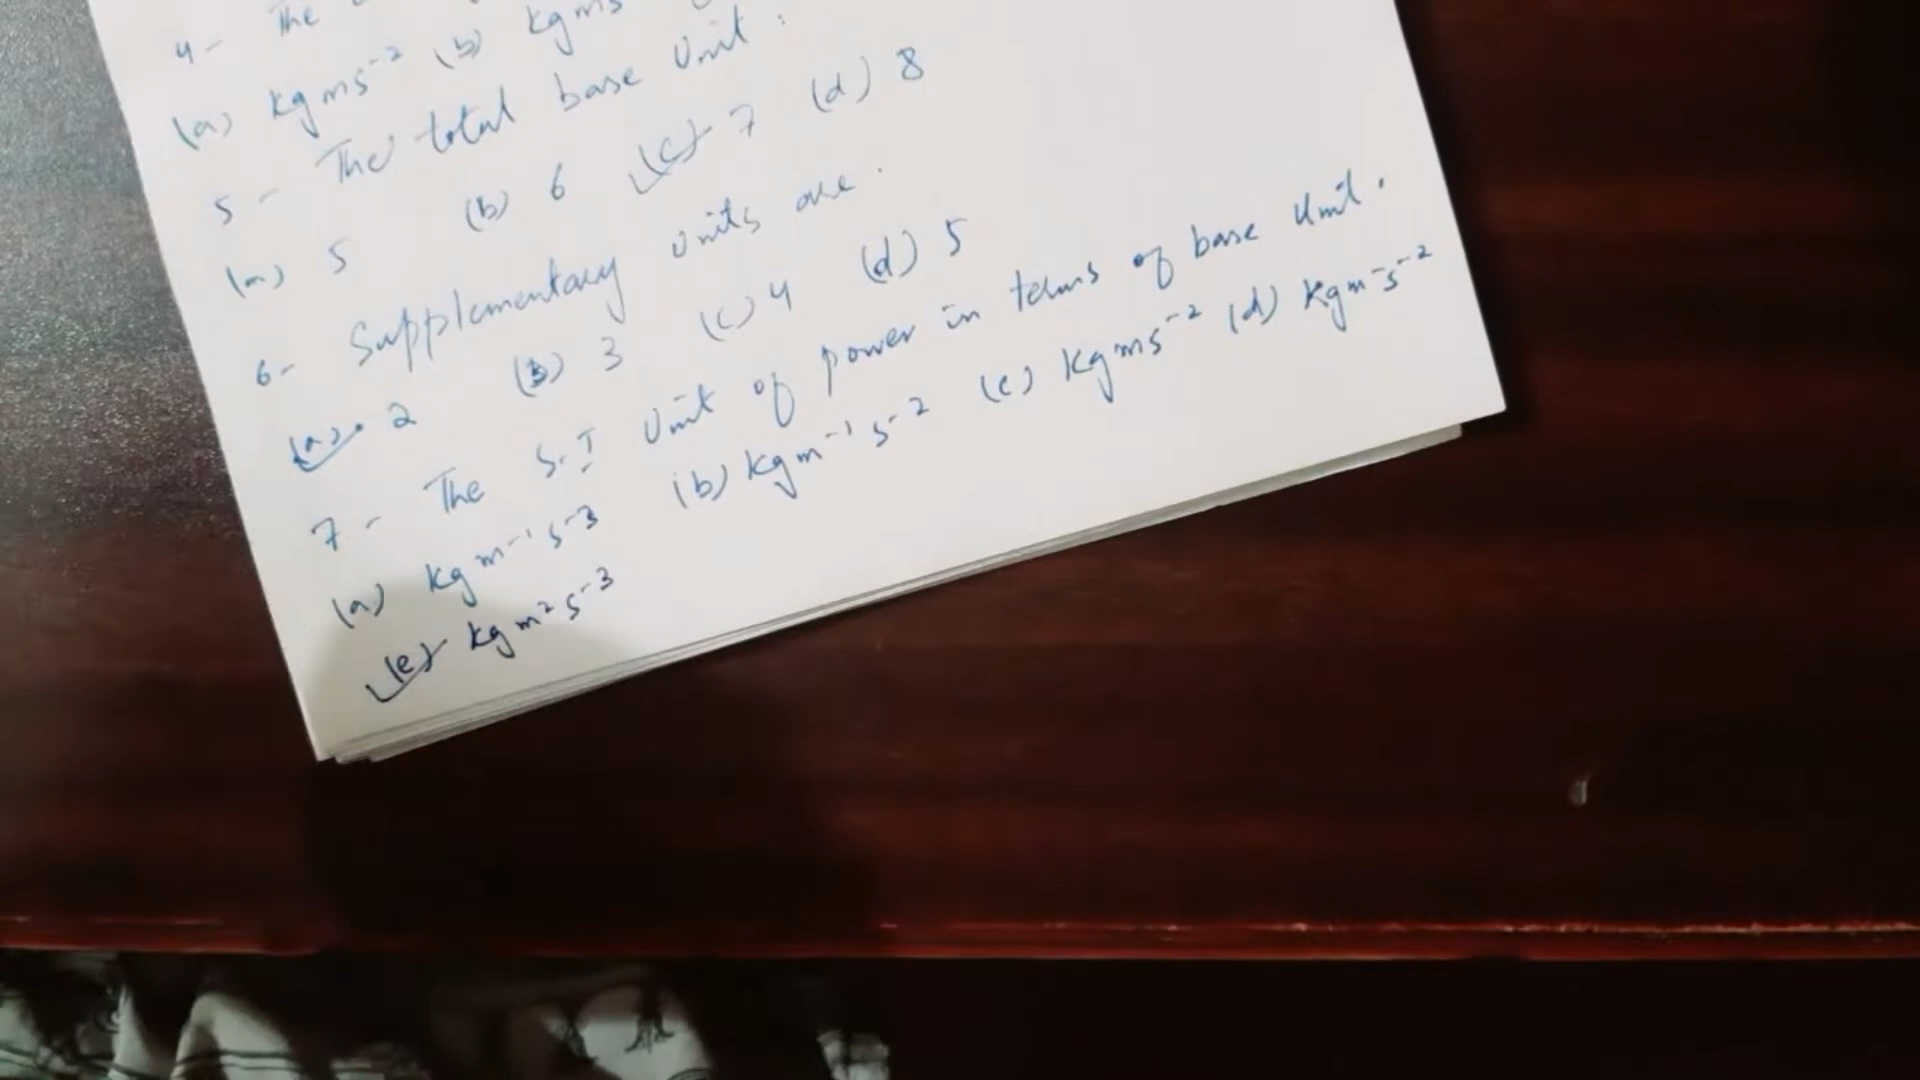 4- The
(a) kgms⁻² (b) kgms
5- The total base Unit:
(a) 5 (b) 6 (c) 7 (d) 8
6- Supplementary Units are.
(a) 2 (b) 3 (c) 4 (d) 5
7- The S.I Unit of power in terms of base Unit.
(a) kgm⁻¹s⁻³ (b) kgm⁻¹s⁻² (c) kgms⁻² (d) kgm⁻s⁻²
(e) kgm²s⁻³